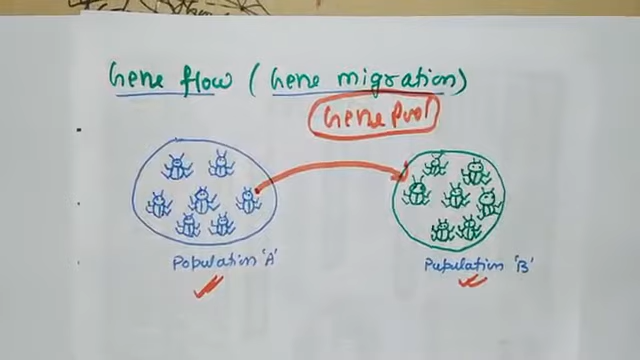 Gene flow (Gene migration)
Gene Pool
Population 'A'
Population 'B'